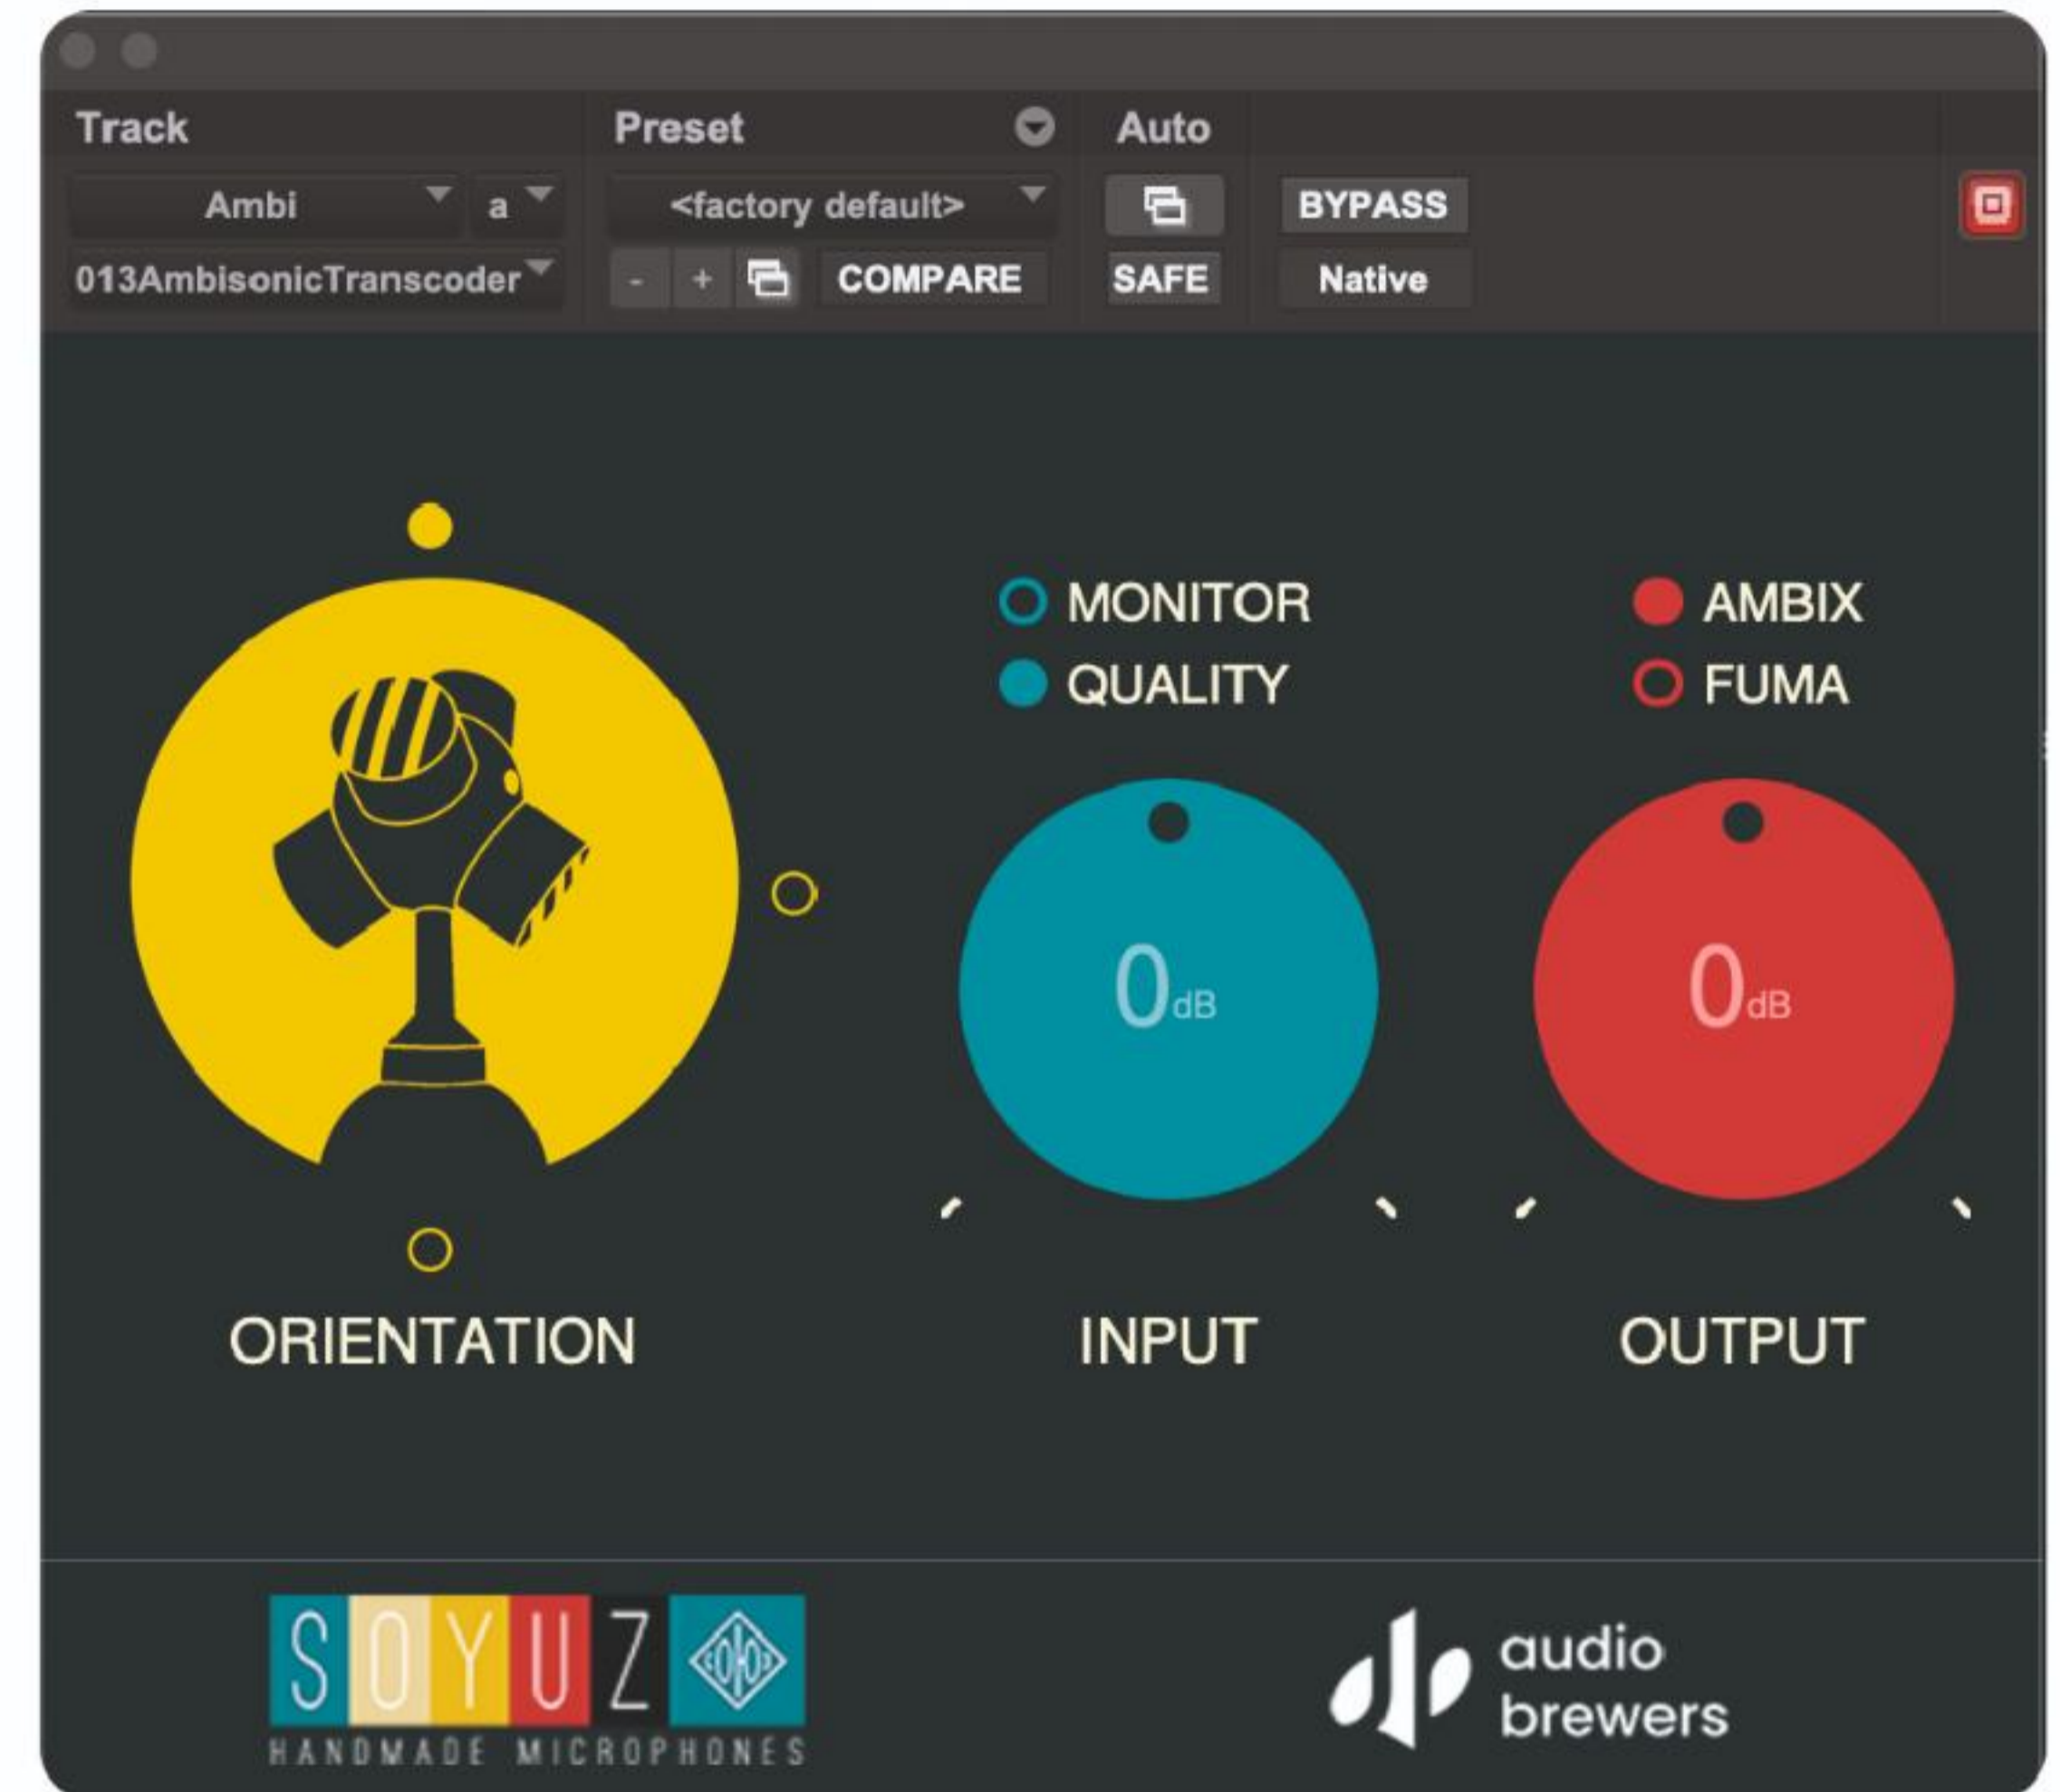 Track Preset Auto
Ambi a <factory default> BYPASS
013AmbisonicTranscoder - + COMPARE SAFE Native
MONITOR
QUALITY
AMBIX
FUMA
0dB
0dB
ORIENTATION
INPUT
OUTPUT
SOYUZ
HANDMADE MICROPHONES
audio
brewers